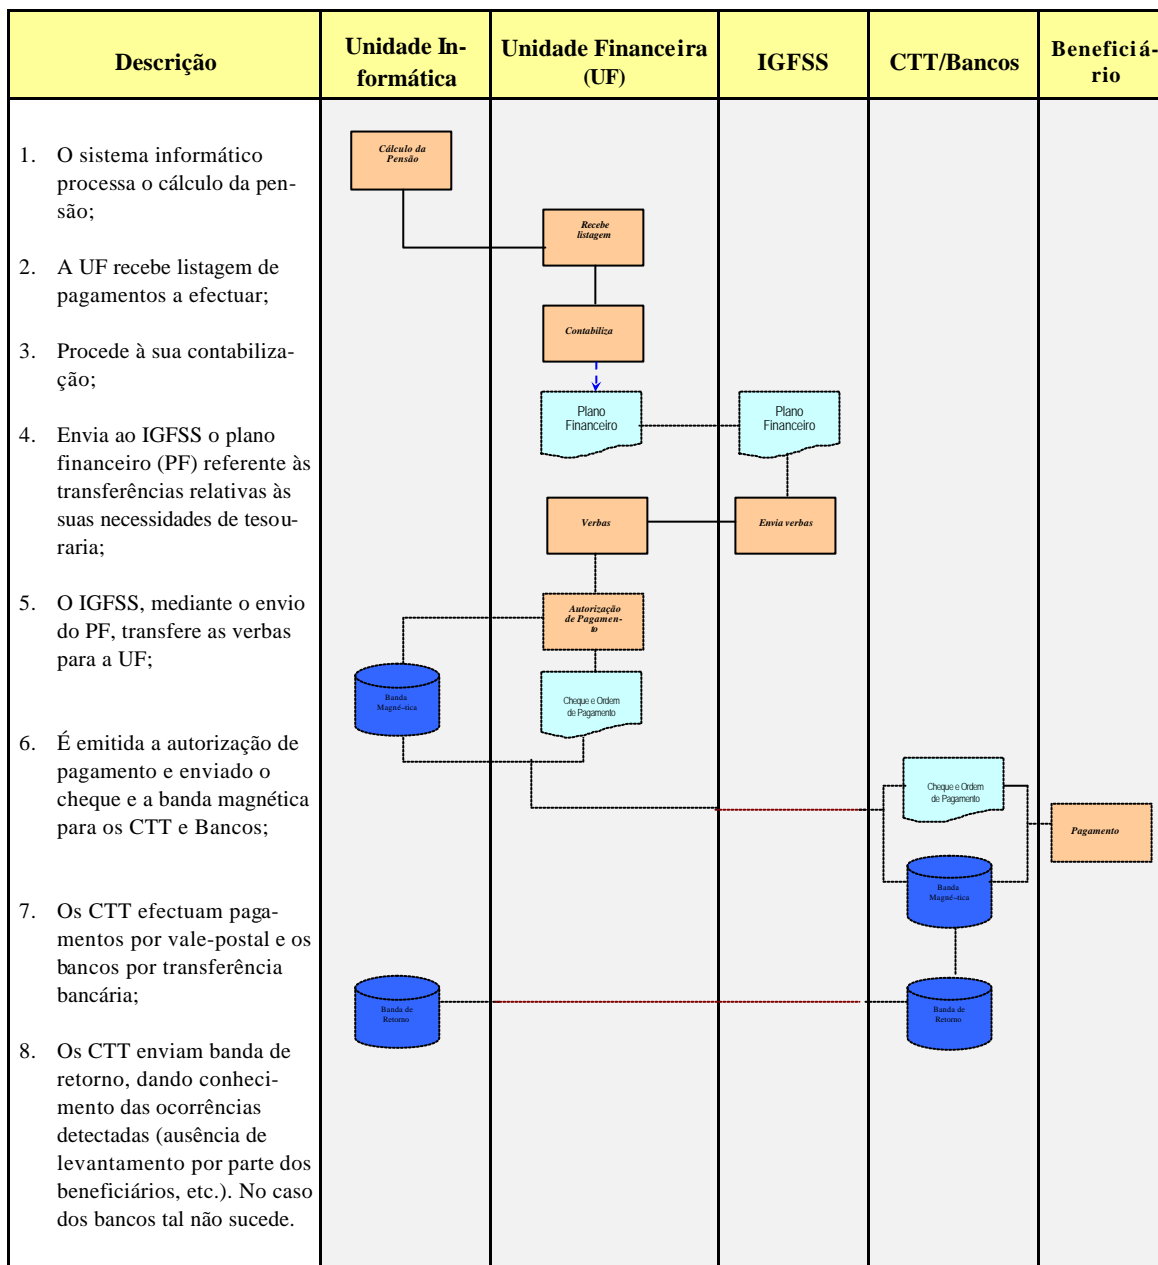 Descrição
Unidade In-
formática
Unidade Financeira
(UF)
IGFSS
CTT/Bancos
Beneficiá-
rio
1. O sistema informático
processa o cálculo da pen-
são;
2. A UF recebe listagem de
pagamentos a efectuar;
3. Procede à sua contabiliza-
ção;
4. Envia ao IGFSS o plano
financeiro (PF) referente às
transferências relativas às
suas necessidades de tesou-
raria;
5. O IGFSS, mediante o envio
do PF, transfere as verbas
para a UF;
6. É emitida a autorização de
pagamento e enviado o
cheque e a banda magnética
para os CTT e Bancos;
7. Os CTT efectuam paga-
mentos por vale-postal e os
bancos por transferência
bancária;
8. Os CTT enviam banda de
retorno, dando conheci-
mento das ocorrências
detectadas (ausência de
levantamento por parte dos
beneficiários, etc.). No caso
dos bancos tal não sucede.
Cálculo da
Pensão
Recebe
listagem
Contabiliza
Plano
Financeiro
Plano
Financeiro
Verbas
Envia verbas
Autorização
de Pagamen-
to
Banda
Magné-tica
Cheque e Ordem
de Pagamento
Cheque e Ordem
de Pagamento
Pagamento
Banda
Magné-tica
Banda de
Retorno
Banda de
Retorno